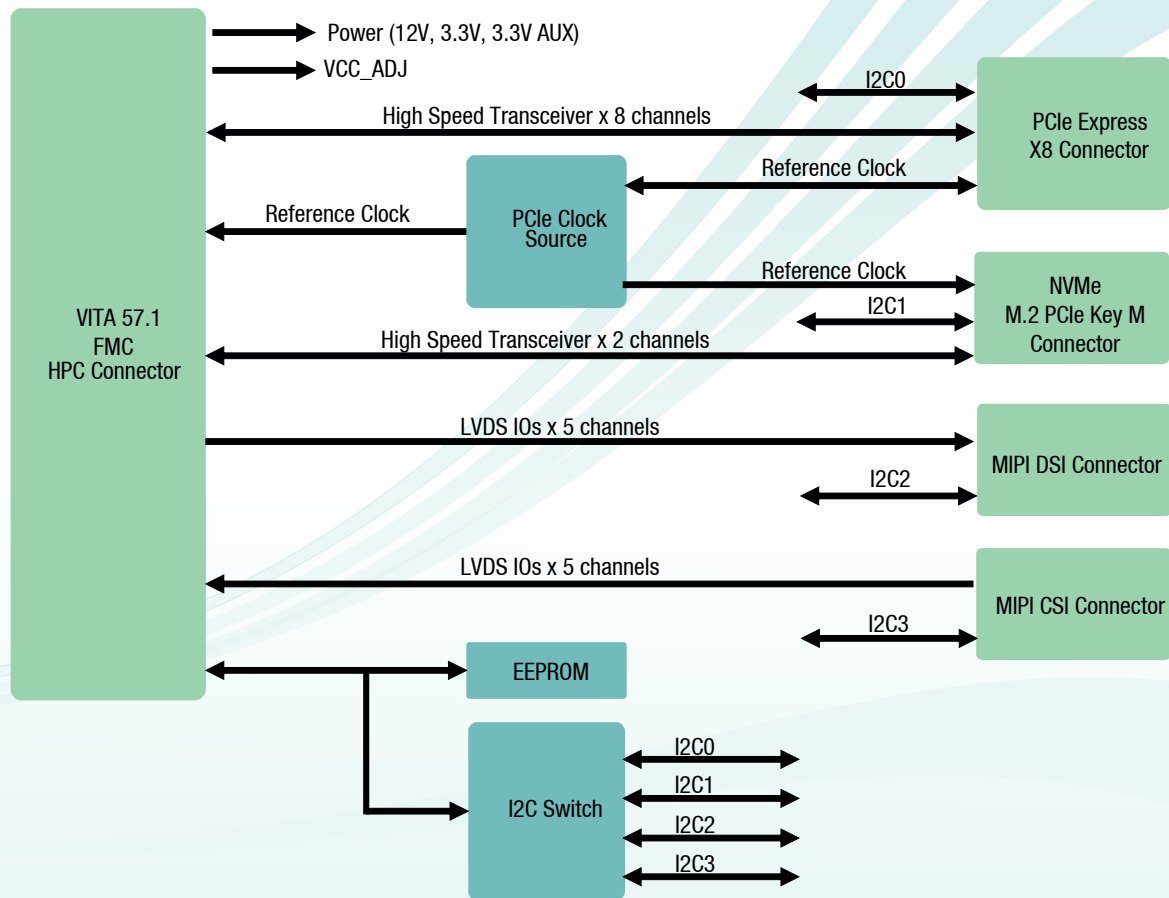 Power (12V, 3.3V, 3.3V AUX)
VCC_ADJ
I2C0
High Speed Transceiver x 8 channels
PCIe Express
X8 Connector
Reference Clock
Reference Clock
PCIe Clock
Source
Reference Clock
NVMe
M.2 PCIe Key M
Connector
I2C1
VITA 57.1
FMC
HPC Connector
High Speed Transceiver x 2 channels
LVDS IOs x 5 channels
MIPI DSI Connector
I2C2
LVDS IOs x 5 channels
MIPI CSI Connector
I2C3
EEPROM
I2C Switch
I2C0
I2C1
I2C2
I2C3